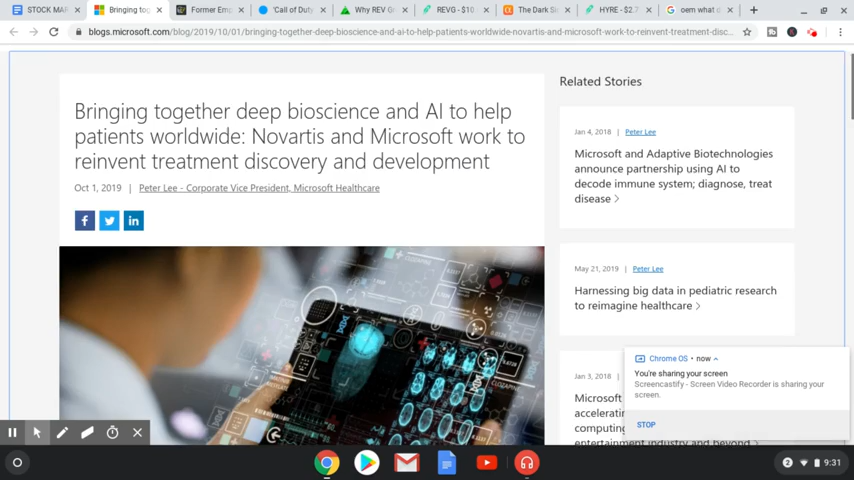 STOCK MAR
Bringing tog
Former Emp
'Call of Duty
Why REV Gr
REVG - $10
The Dark Si
HYRE - $2.
oem what d
blogs.microsoft.com/blog/2019/10/01/bringing-together-deep-bioscience-and-ai-to-help-patients-worldwide-novartis-and-microsoft-work-to-reinvent-treatment-disc...
Bringing together deep bioscience and AI to help
patients worldwide: Novartis and Microsoft work to
reinvent treatment discovery and development
Oct 1, 2019 | Peter Lee - Corporate Vice President, Microsoft Healthcare
Related Stories
Jan 4, 2018 | Peter Lee
Microsoft and Adaptive Biotechnologies
announce partnership using AI to
decode immune system; diagnose, treat
disease >
May 21, 2019 | Peter Lee
Harnessing big data in pediatric research
to reimagine healthcare >
Jan 3, 2018 |
Microsoft
accelerating
computing
entertainment industry and beyond >
CLOZAPINE
Chrome OS • now
You're sharing your screen
Screencastify - Screen Video Recorder is sharing your
screen.
STOP
2
9:31